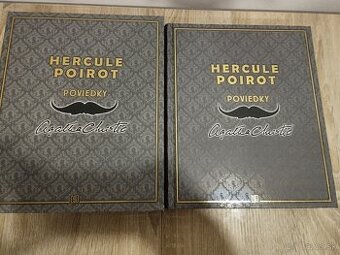 HERCULE
POIROT
POVIEDKY
Agatha Christie
HERCULE
POIROT
POVIEDKY
Agatha Christie